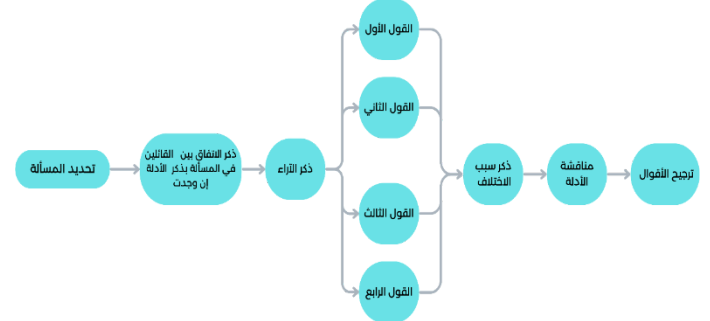 تحديد المسألة
ذكر الاتفاق بين القائلين
في المسألة بذكر الأدلة
إن وجدت
ذكر الآراء
القول الأول
القول الثاني
القول الثالث
القول الرابع
ذكر سبب
الاختلاف
مناقشة
الأدلة
ترجيح الأقوال